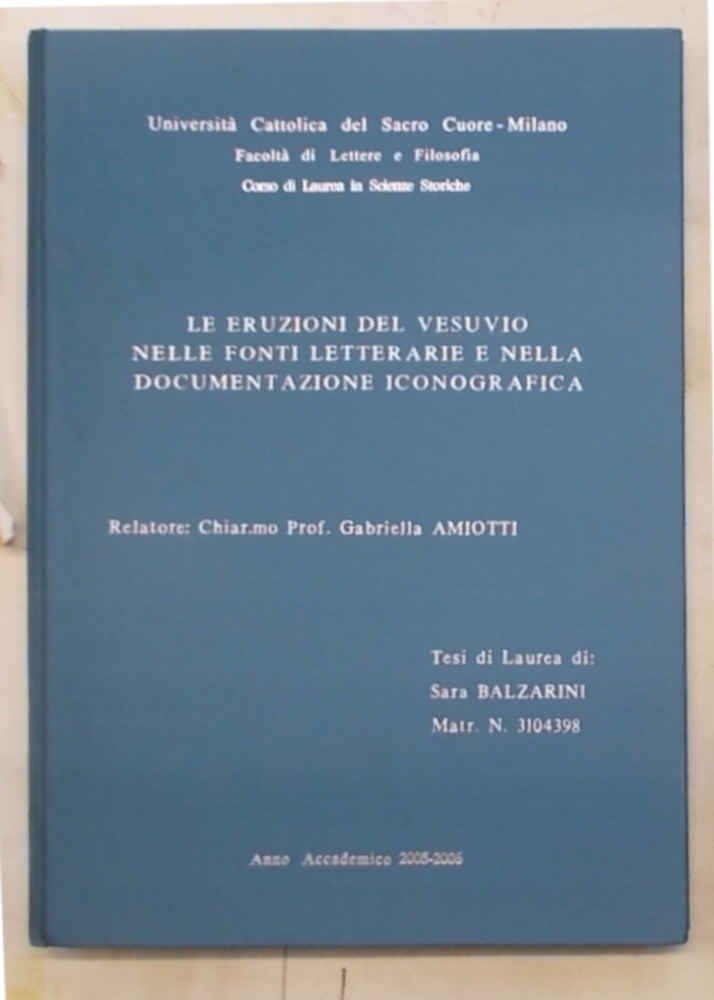 Università Cattolica del Sacro Cuore - Milano
Facoltà di Lettere e Filosofia
Corso di Laurea in Scienze Storiche
LE ERUZIONI DEL VESUVIO
NELLE FONTI LETTERARIE E NELLA
DOCUMENTAZIONE ICONOGRAFICA
Relatore: Chiar.mo Prof. Gabriella AMIOTTI
Tesi di Laurea di:
Sara BALZARINI
Matr. N. 3104398
Anno Accademico 2005-2006